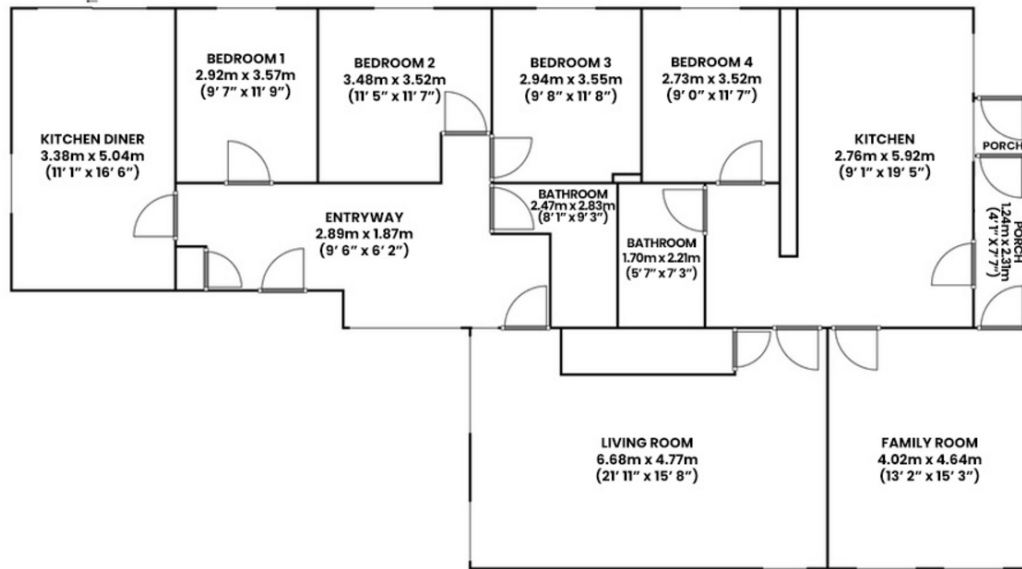 BEDROOM 1
2.92m x 3.57m
(9' 7" x 11' 9")
BEDROOM 2
3.48m x 3.52m
(11' 5" x 11' 7")
BEDROOM 3
2.94m x 3.55m
(9' 8" x 11' 8")
BEDROOM 4
2.73m x 3.52m
(9' 0" x 11' 7")
KITCHEN DINER
3.38m x 5.04m
(11' 1" x 16' 6")
KITCHEN
2.76m x 5.92m
(9' 1" x 19' 5")
PORCH
PORCH
1.24m x 2.31m
(4' 1" X 7' 7")
ENTRYWAY
2.89m x 1.87m
(9' 6" x 6' 2")
BATHROOM
2.47m x 2.83m
(8' 1" x 9' 3")
BATHROOM
1.70m x 2.21m
(5' 7" x 7' 3")
LIVING ROOM
6.68m x 4.77m
(21' 11" x 15' 8")
FAMILY ROOM
4.02m x 4.64m
(13' 2" x 15' 3")